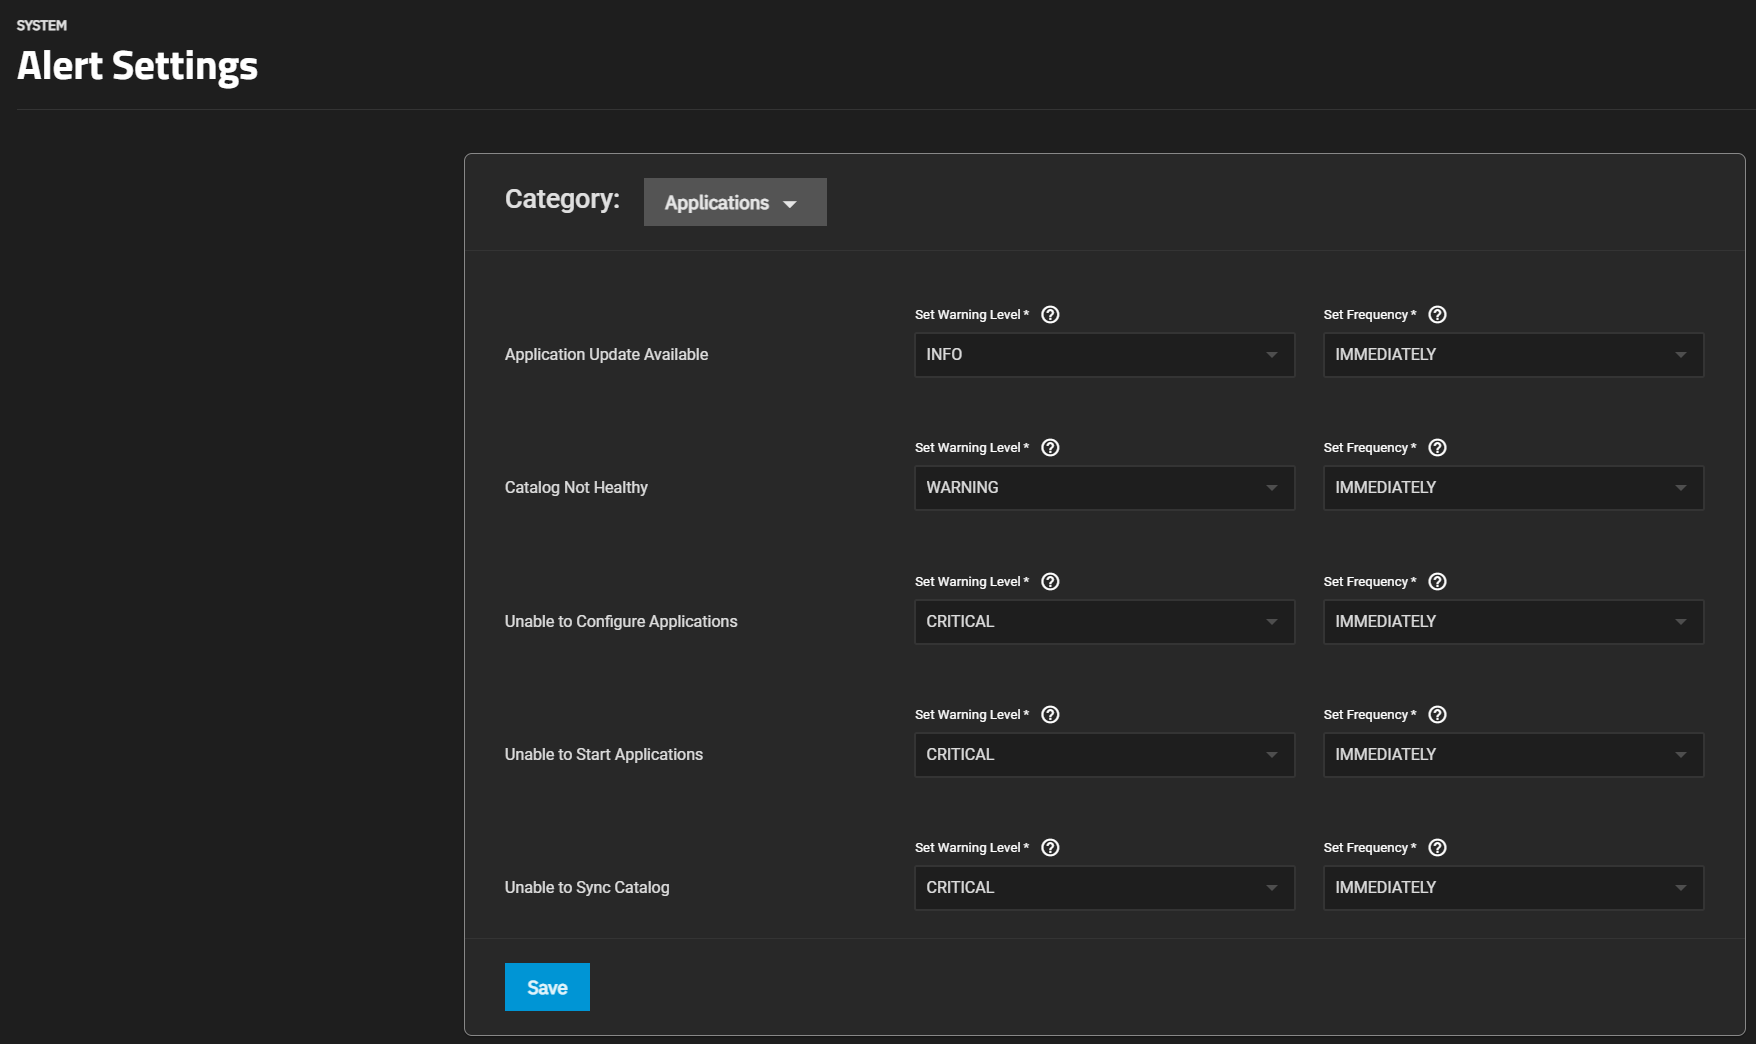 SYSTEM
Alert Settings
Category: Applications
Set Warning Level * Set Frequency *
Application Update Available INFO IMMEDIATELY
Set Warning Level * Set Frequency *
Catalog Not Healthy WARNING IMMEDIATELY
Set Warning Level * Set Frequency *
Unable to Configure Applications CRITICAL IMMEDIATELY
Set Warning Level * Set Frequency *
Unable to Start Applications CRITICAL IMMEDIATELY
Set Warning Level * Set Frequency *
Unable to Sync Catalog CRITICAL IMMEDIATELY
Save